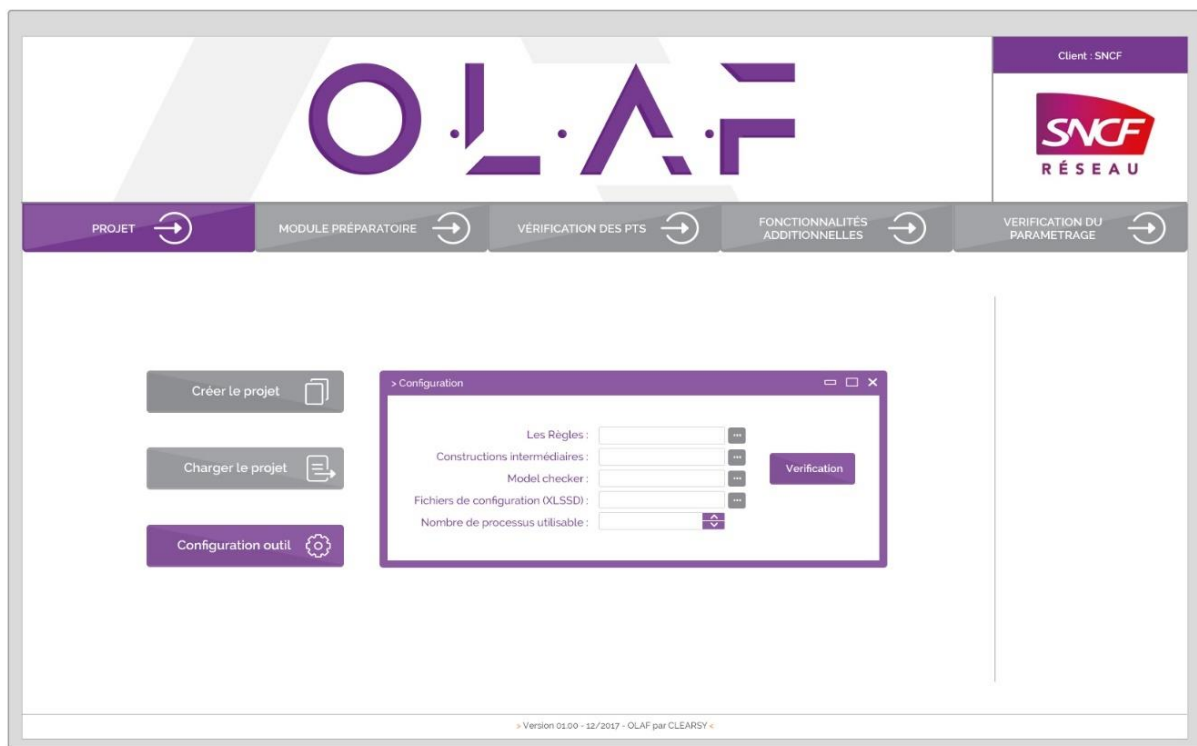 O.L.A.F
Client : SNCF
SNCF
RÉSEAU
PROJET
MODULE PRÉPARATOIRE
VÉRIFICATION DES PTS
FONCTIONNALITÉS
ADDITIONNELLES
VERIFICATION DU
PARAMETRAGE
Créer le projet
Charger le projet
Configuration outil
> Configuration
Les Règles :
Constructions intermédiaires :
Model checker :
Fichiers de configuration (XLSSD) :
Nombre de processus utilisable :
Verification
> Version 01.00 - 12/2017 - OLAF par CLEARSY <